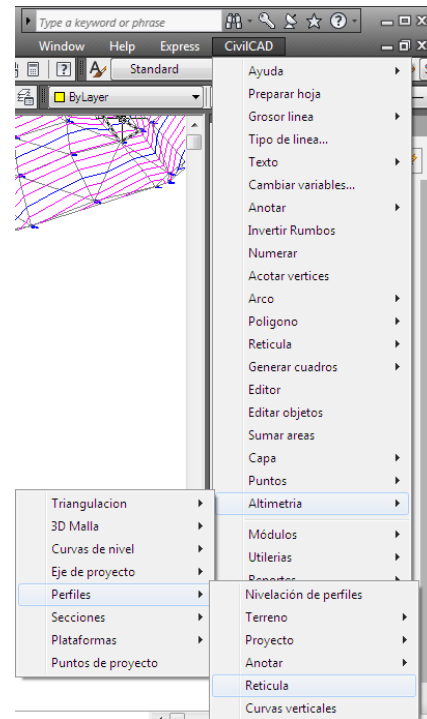 Type a keyword or phrase
Window Help Express CivilCAD
Standard
ByLayer
Ayuda
Preparar hoja
Grosor linea
Tipo de linea...
Texto
Cambiar variables...
Anotar
Invertir Rumbos
Numerar
Acotar vertices
Arco
Poligono
Reticula
Generar cuadros
Editor
Editar objetos
Sumar areas
Capa
Puntos
Altimetria
Módulos
Utilerias
Reportes
Triangulacion
3D Malla
Curvas de nivel
Eje de proyecto
Perfiles
Secciones
Plataformas
Puntos de proyecto
Nivelación de perfiles
Terreno
Proyecto
Anotar
Reticula
Curvas verticales